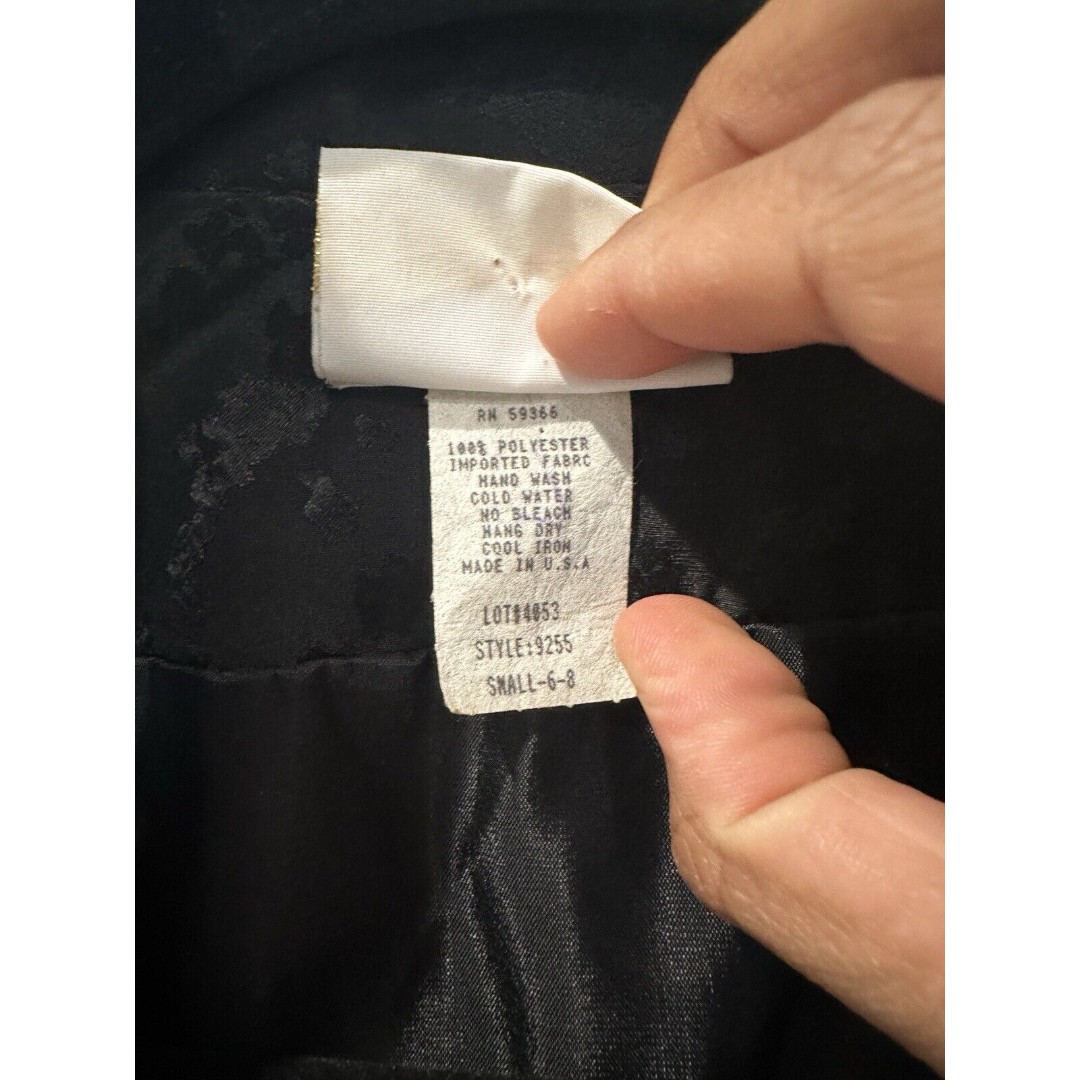 RN 59366
100% POLYESTER
IMPORTED FABRC
HAND WASH
COLD WATER
NO BLEACH
HANG DRY
COOL IRON
MADE IN U.S.A
LOT#4053
STYLE:9255
SMALL-6-8